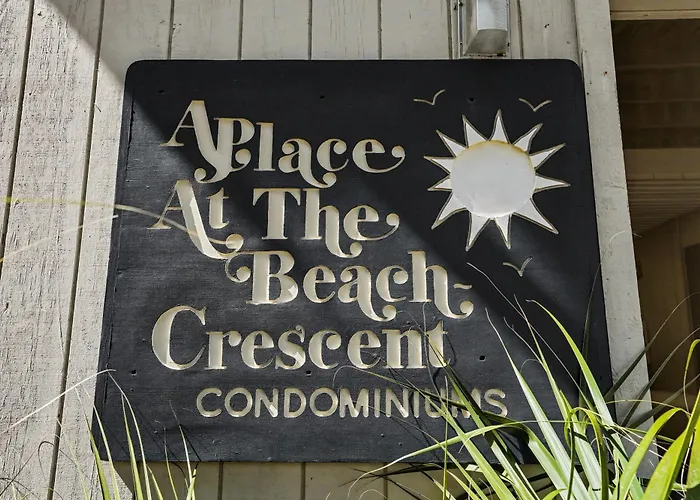 A Place
At The
Beach-
Crescent
CONDOMINIUMS